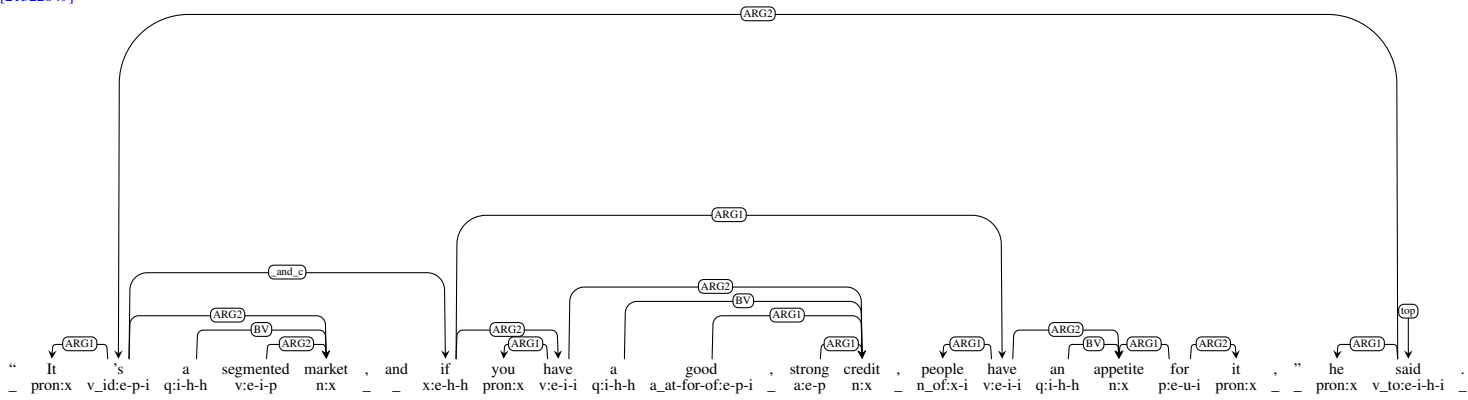 [21522049]
ARG2
ARG1
_and_c
ARG2
ARG2 BV ARG1 top
BV ARG2 ARG2
ARG1 ARG2 ARG1 ARG1 ARG1 BV ARG1 ARG2 ARG1
“ It 's a segmented market , and if you have a good , strong credit , people have an appetite for it , ” he said .
_ pron:x v_id:e-p-i q:i-h-h v:e-i-p n:x _ _ x:e-h-h pron:x v:e-i-i q:i-h-h a_at-for-of:e-p-i _ a:e-p n:x _ n_of:x-i v:e-i-i q:i-h-h n:x p:e-u-i pron:x _ _ pron:x v_to:e-i-h-i _